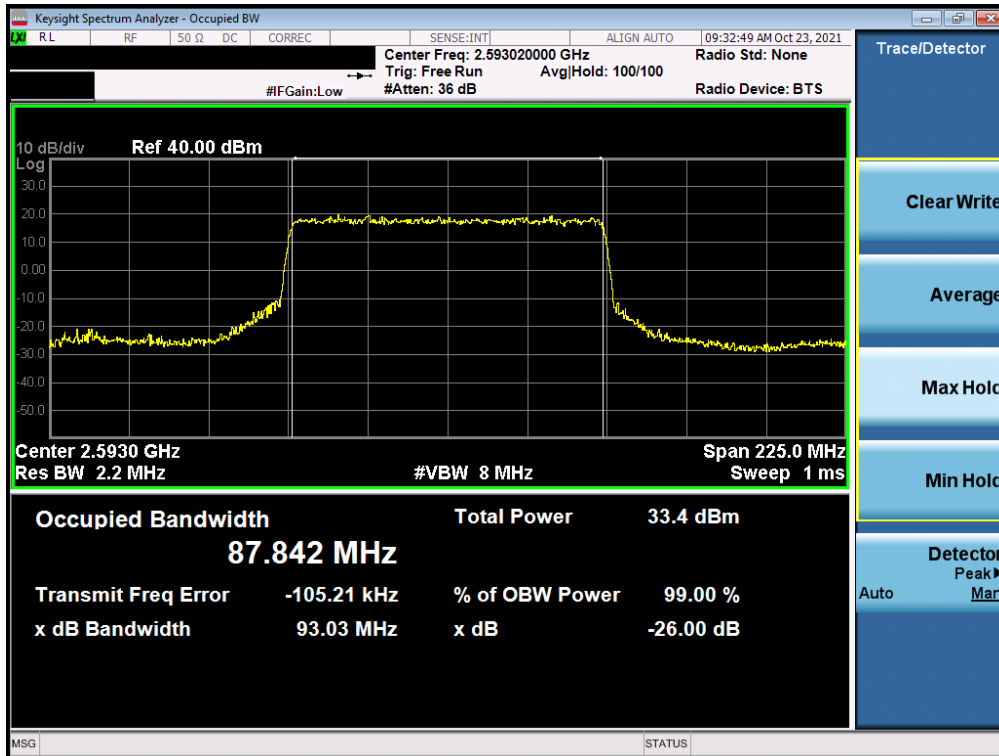 Keysight Spectrum Analyzer - Occupied BW
LXI RL RF 50 Ω DC CORREC SENSE:INT ALIGN AUTO 09:32:49 AM Oct 23, 2021
Center Freq: 2.593020000 GHz Radio Std: None
Trig: Free Run Avg|Hold: 100/100
#IFGain:Low #Atten: 36 dB Radio Device: BTS
Trace/Detector
10 dB/div Ref 40.00 dBm
Log
30.0
20.0
10.0
0.00
-10.0
-20.0
-30.0
-40.0
-50.0
Center 2.5930 GHz Span 225.0 MHz
Res BW 2.2 MHz #VBW 8 MHz Sweep 1 ms
Clear Write
Average
Max Hold
Min Hold
Detector
Peak▶
Auto Man
Occupied Bandwidth Total Power 33.4 dBm
87.842 MHz
Transmit Freq Error -105.21 kHz % of OBW Power 99.00 %
x dB Bandwidth 93.03 MHz x dB -26.00 dB
MSG STATUS